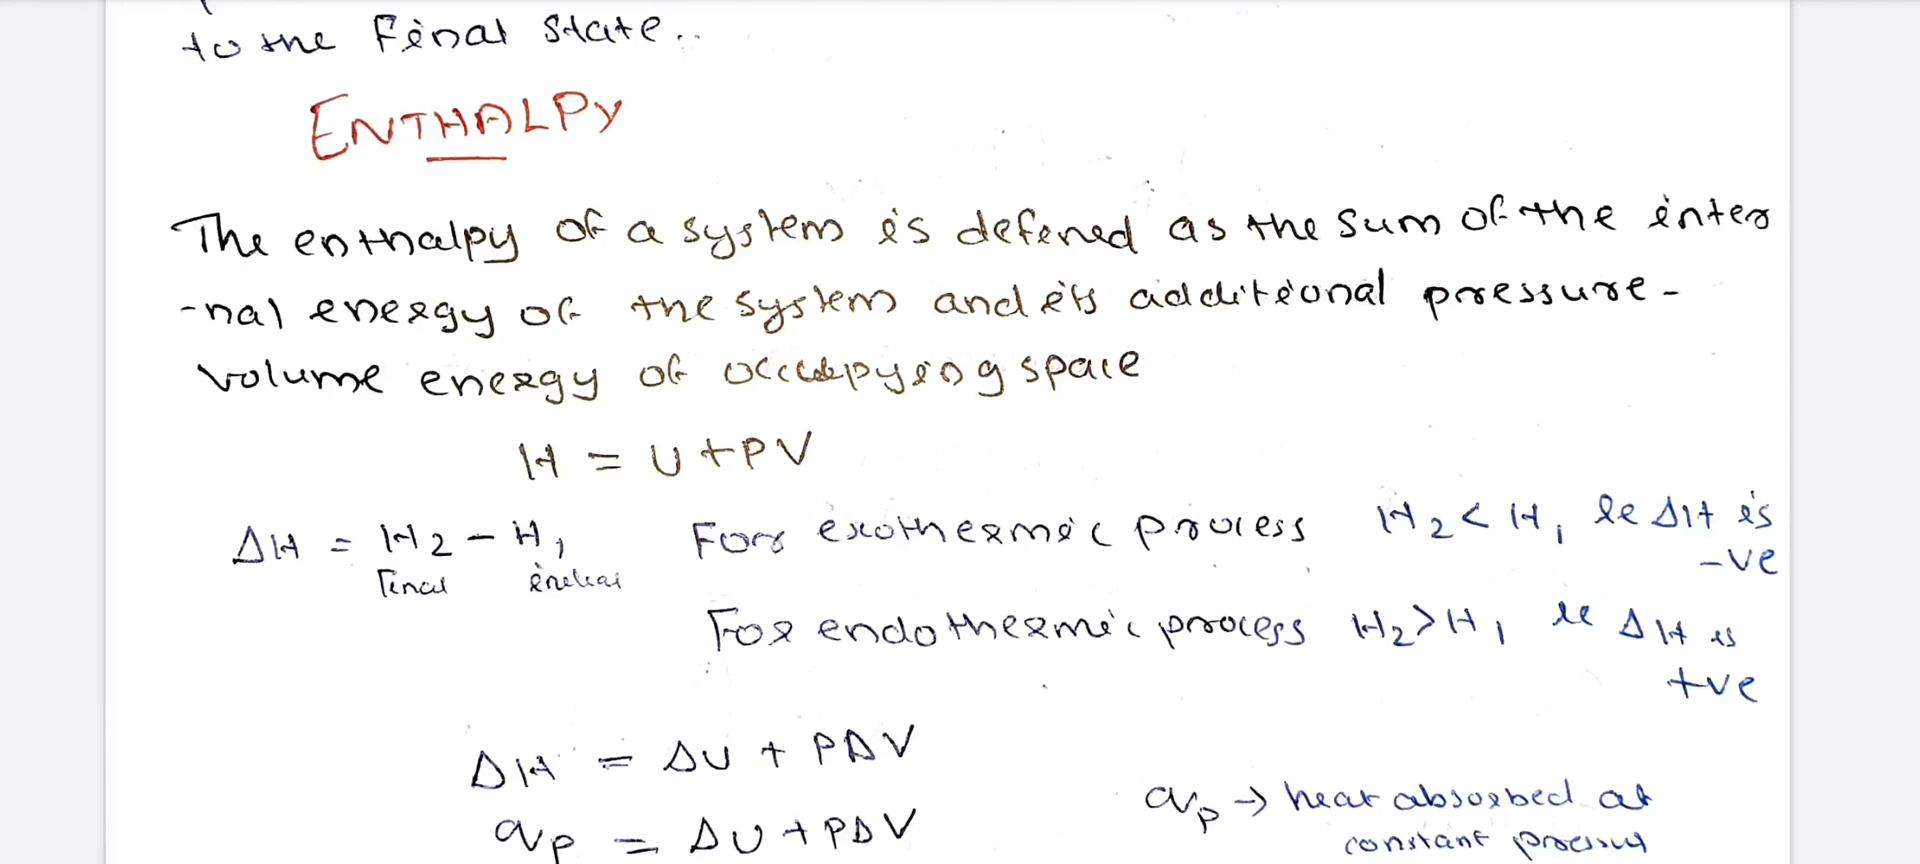 to the Final state..
ENTHALPY
The enthalpy of a system is defined as the sum of the inter
-nal energy of the system and its additional pressure-
volume energy of occupying space
H = U + PV
ΔH = H2 - H1 For exothermic process H2 < H1 ie ΔH is
Final initial -ve
For endothermic process H2 > H1 ie ΔH is
+ve
ΔH = ΔU + PΔV
qp → heat absorbed at
qp = ΔU + PΔV
constant pressure